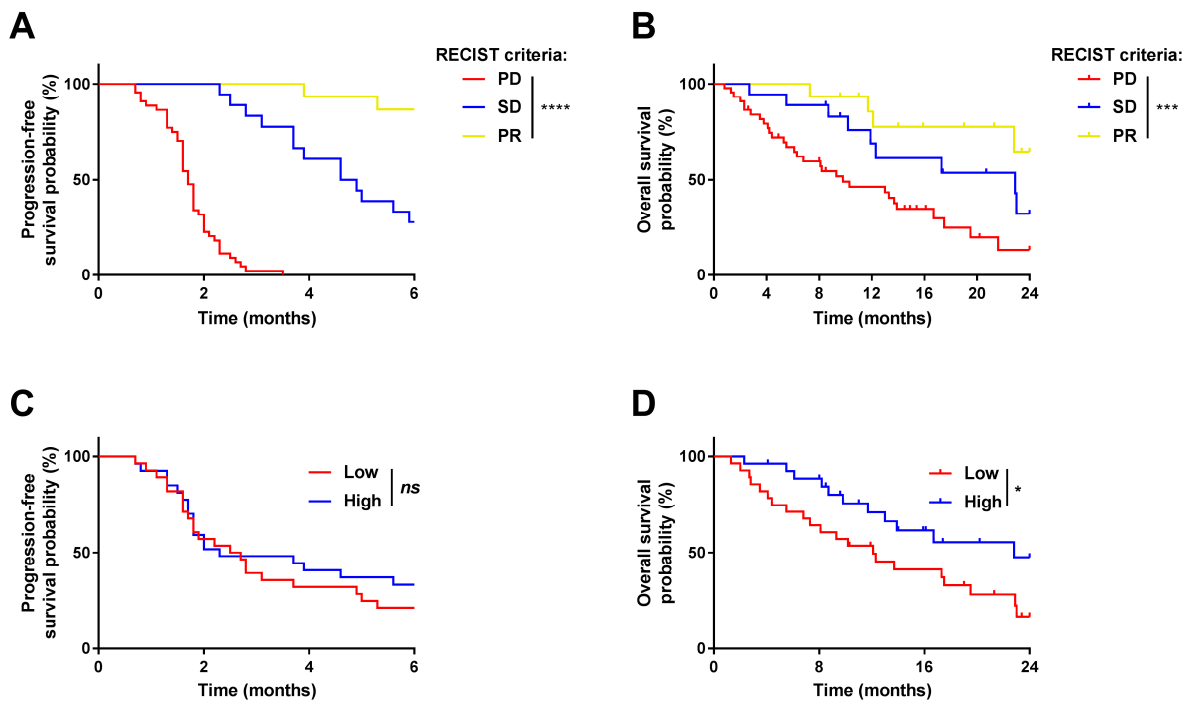 A
RECIST criteria:
PD
SD
PR
****
Progression-free
survival probability (%)
100
50
0
0 2 4 6
Time (months)
B
RECIST criteria:
PD
SD
PR
***
Overall survival
probability (%)
100
50
0
0 4 8 12 16 20 24
Time (months)
C
Low
High
ns
Progression-free
survival probability (%)
100
50
0
0 2 4 6
Time (months)
D
Low
High
*
Overall survival
probability (%)
100
50
0
0 8 16 24
Time (months)